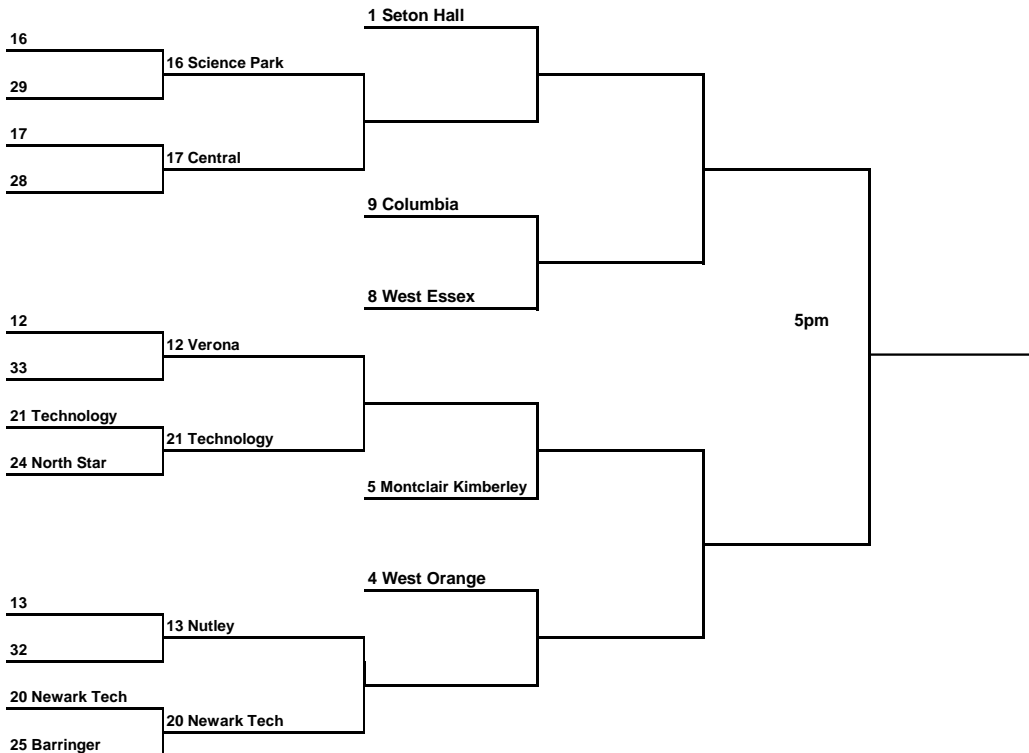 1 Seton Hall
16
16 Science Park
29
17
17 Central
28
9 Columbia
8 West Essex
12
5pm
12 Verona
33
21 Technology
21 Technology
24 North Star
5 Montclair Kimberley
4 West Orange
13
13 Nutley
32
20 Newark Tech
20 Newark Tech
25 Barringer